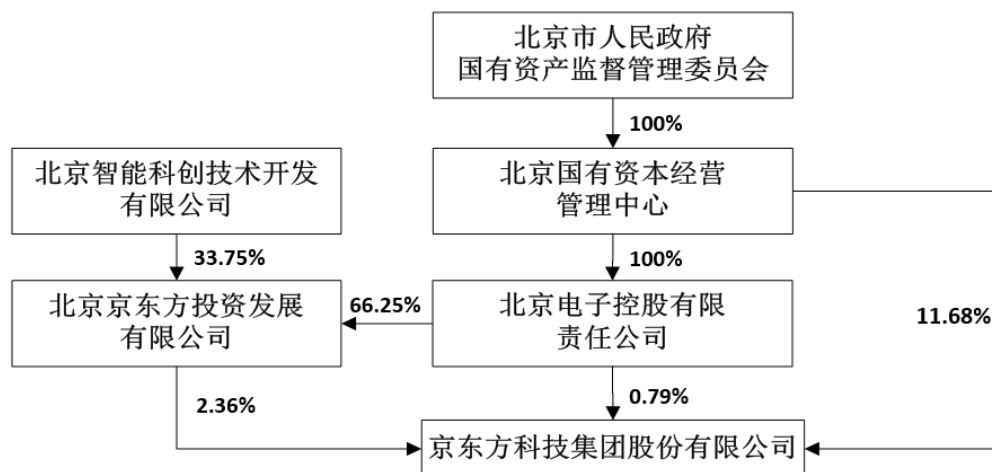 北京市人民政府
国有资产监督管理委员会
100%
北京智能科创技术开发
有限公司
北京国有资本经营
管理中心
33.75%
100%
北京京东方投资发展
有限公司
66.25%
北京电子控股有限
责任公司
11.68%
2.36%
0.79%
京东方科技集团股份有限公司